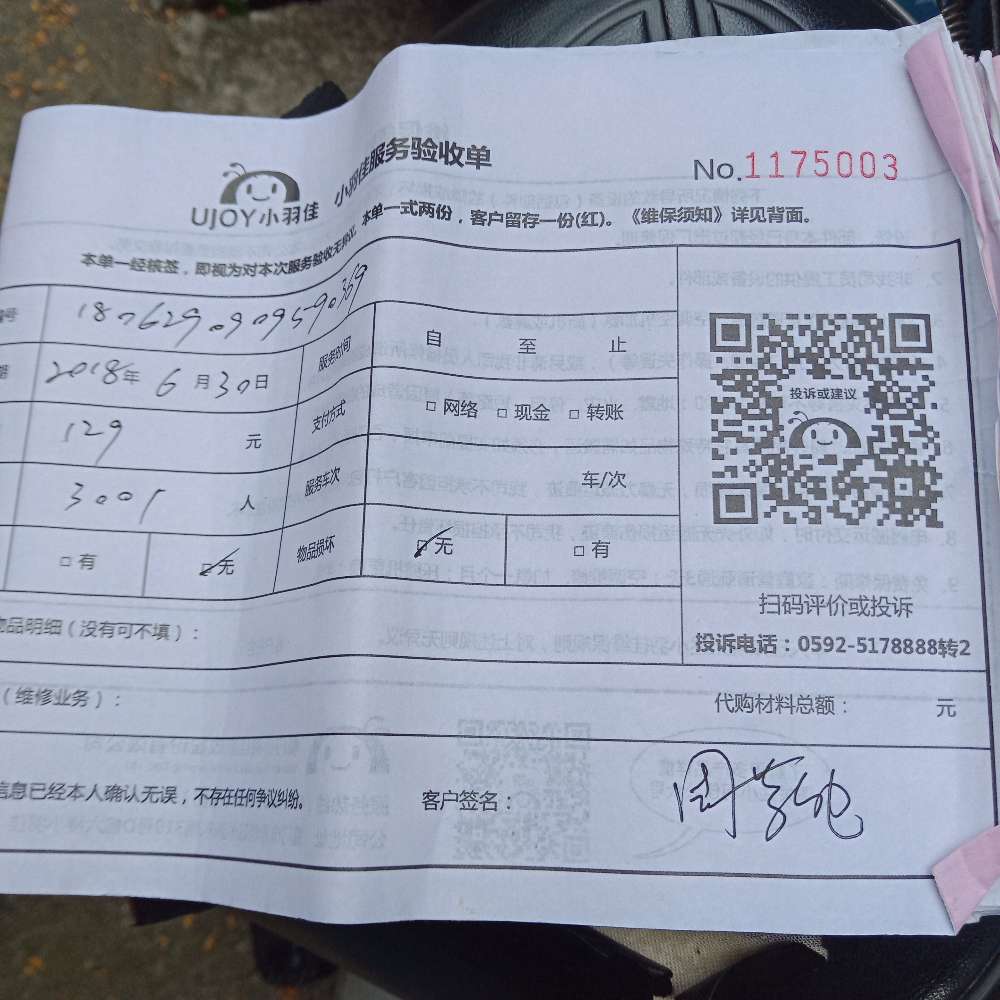 UJOY小羽佳
小羽佳服务验收单
No.1175003
本单一经核签，即视为对本次服务验收无异议。本单一式两份，客户留存一份(红)。《维保须知》详见背面。
号 1806290909590369
服务时间 自 至 止
期 2018年 6月30日
支付方式 □ 网络 □ 现金 □ 转账
129 元
服务车次 车/次
3001 人
□ 有 □ 无 物品损坏 □ 无 □ 有
投诉或建议
扫码评价或投诉
投诉电话：0592-5178888转2
品明细（没有可不填）：
（维修业务）： 代购材料总额： 元
信息已经本人确认无误，不存在任何争议纠纷。 客户签名：